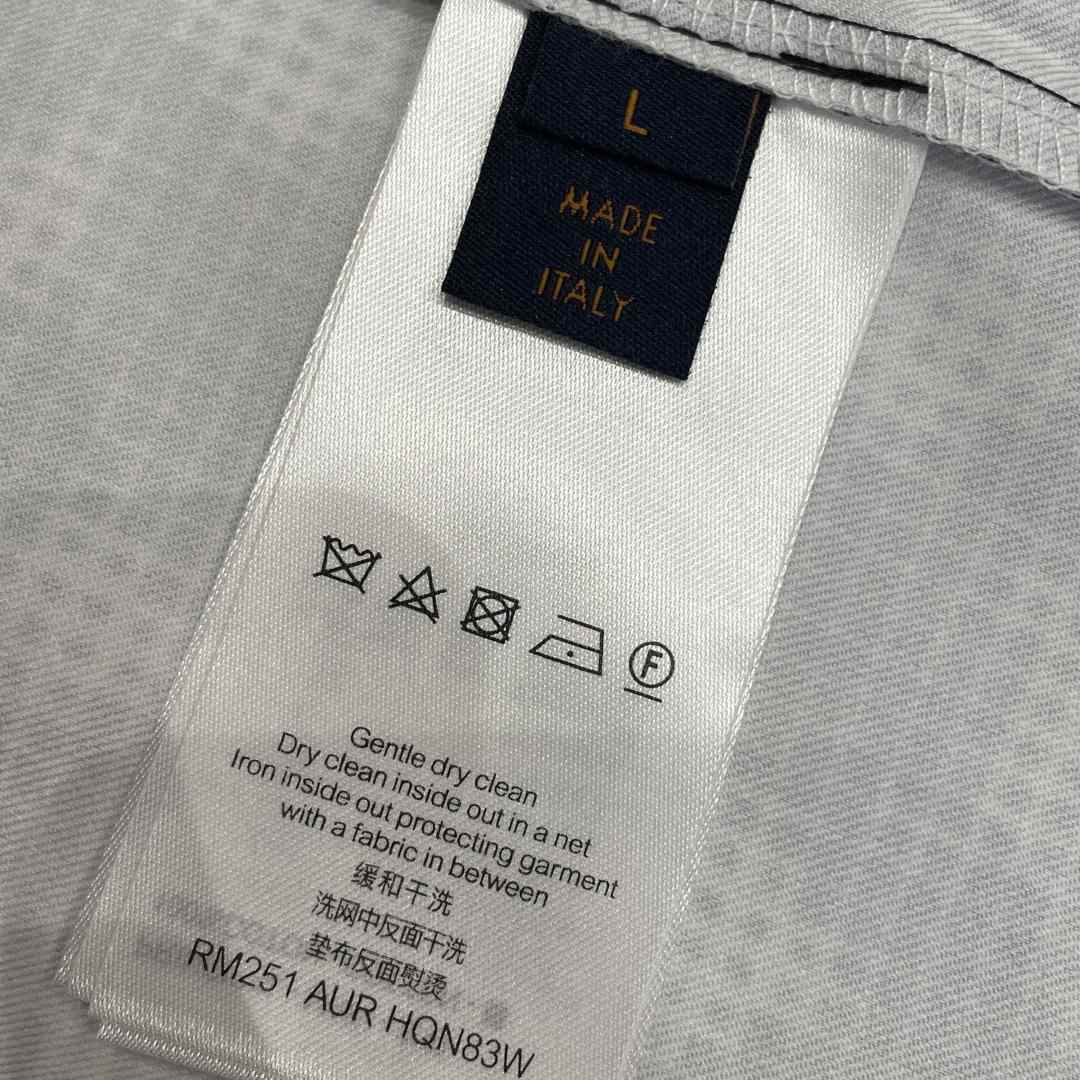 L
MADE
IN
ITALY
F
Gentle dry clean
Dry clean inside out in a net
Iron inside out protecting garment
with a fabric in between
缓和干洗
洗网中反面干洗
垫布反面熨烫
RM251 AUR HQN83W